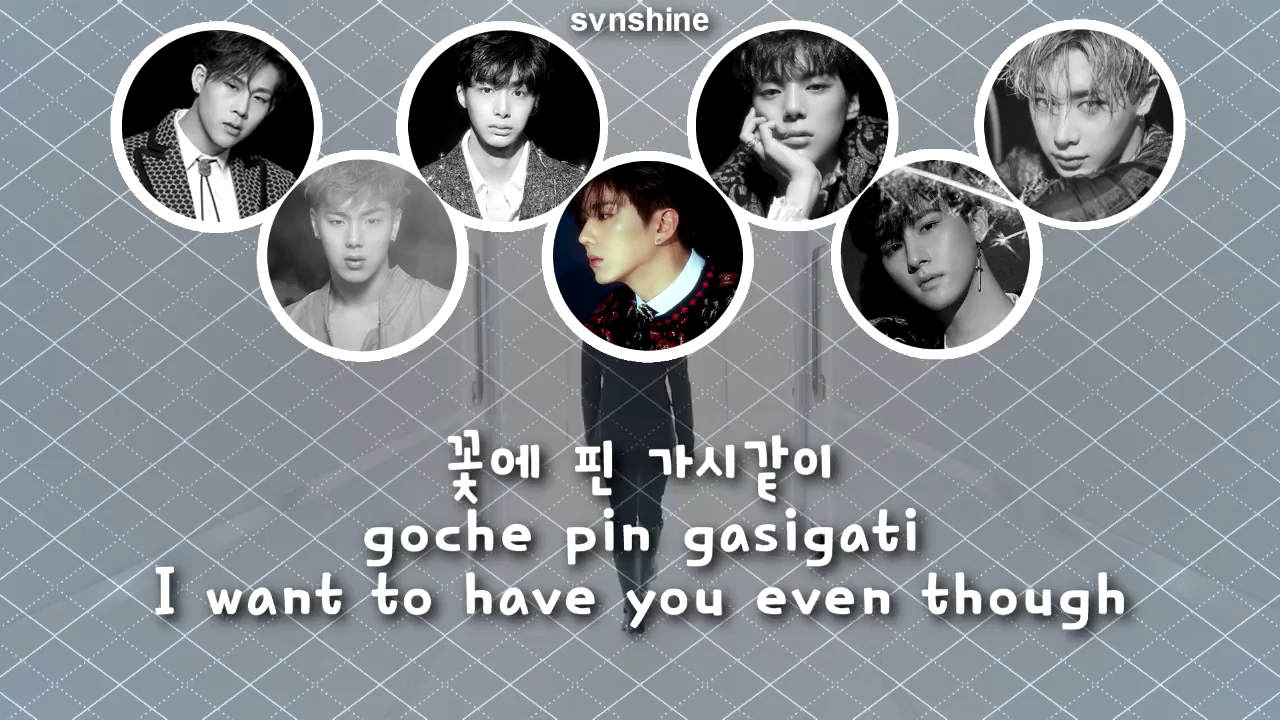 svnshine
꽃에 핀 가시같이
goche pin gasigati
I want to have you even though